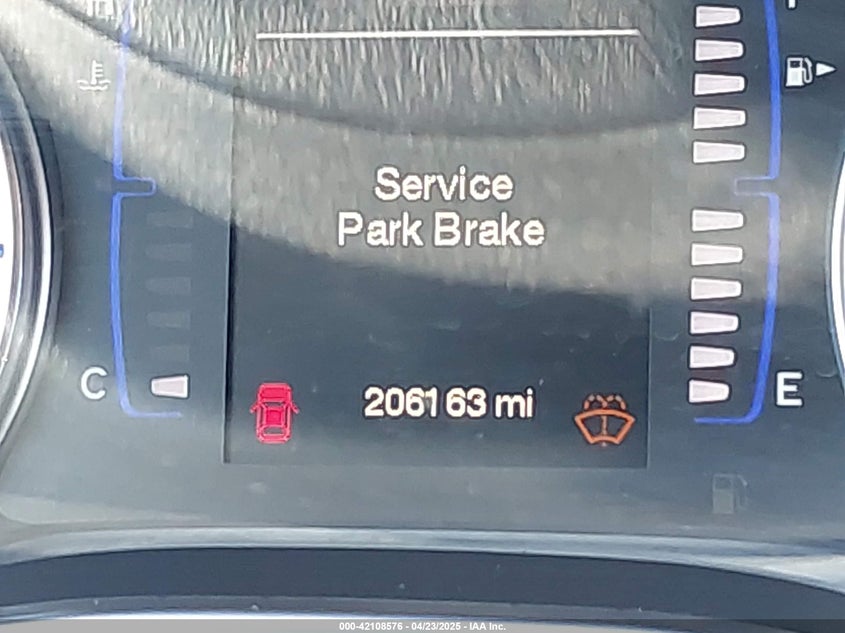 Service
Park Brake
C
206163 mi
E
000-42108576 - 04/23/2025 - IAA Inc.